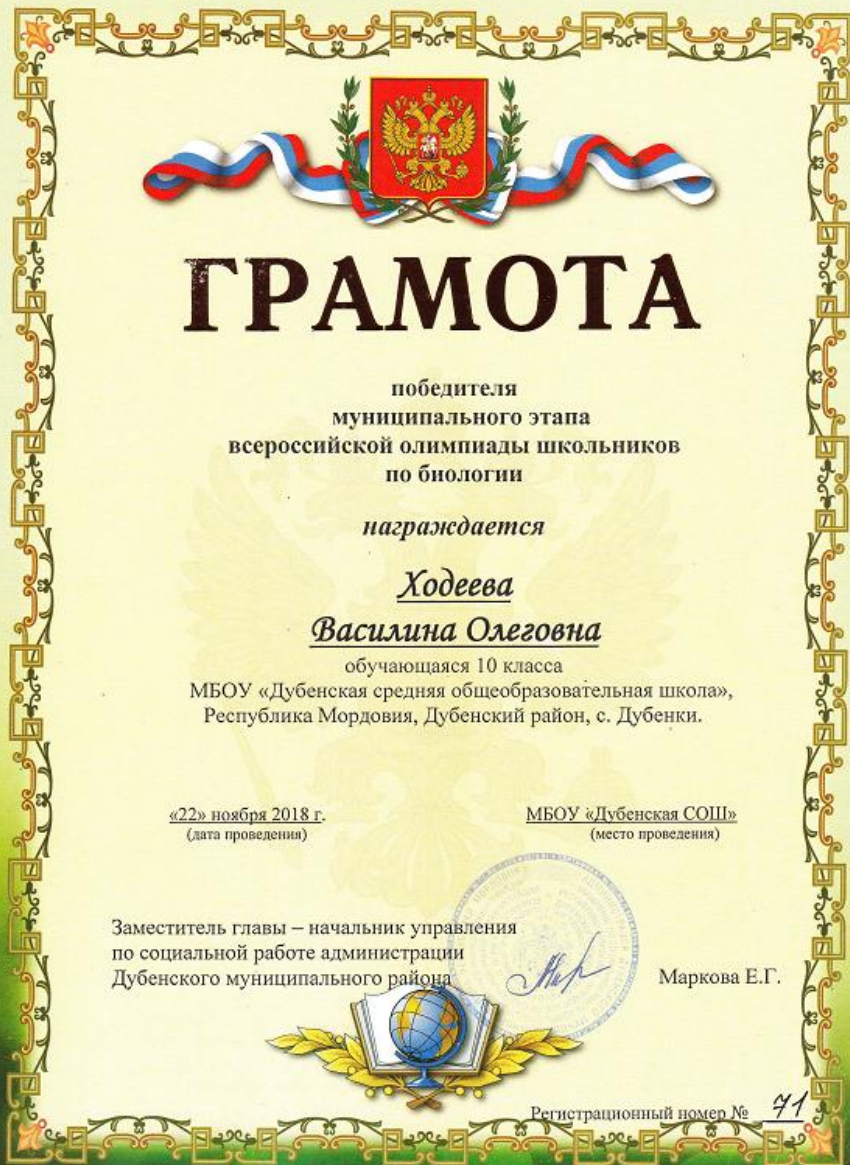 ГРАМОТА
победителя
муниципального этапа
всероссийской олимпиады школьников
по биологии
награждается
Ходеева
Василина Олеговна
обучающаяся 10 класса
МБОУ «Дубенская средняя общеобразовательная школа»,
Республика Мордовия, Дубенский район, с. Дубенки.
«22» ноября 2018 г. МБОУ «Дубенская СОШ»
(дата проведения) (место проведения)
Заместитель главы – начальник управления
по социальной работе администрации
Дубенского муниципального района Маркова Е.Г.
Регистрационный номер № 71